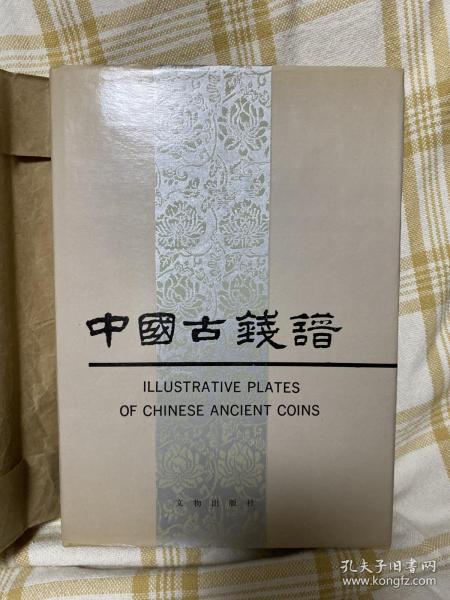 中國古錢譜
ILLUSTRATIVE PLATES
OF CHINESE ANCIENT COINS
文物出版社
孔夫子旧书网
www.kongfz.com